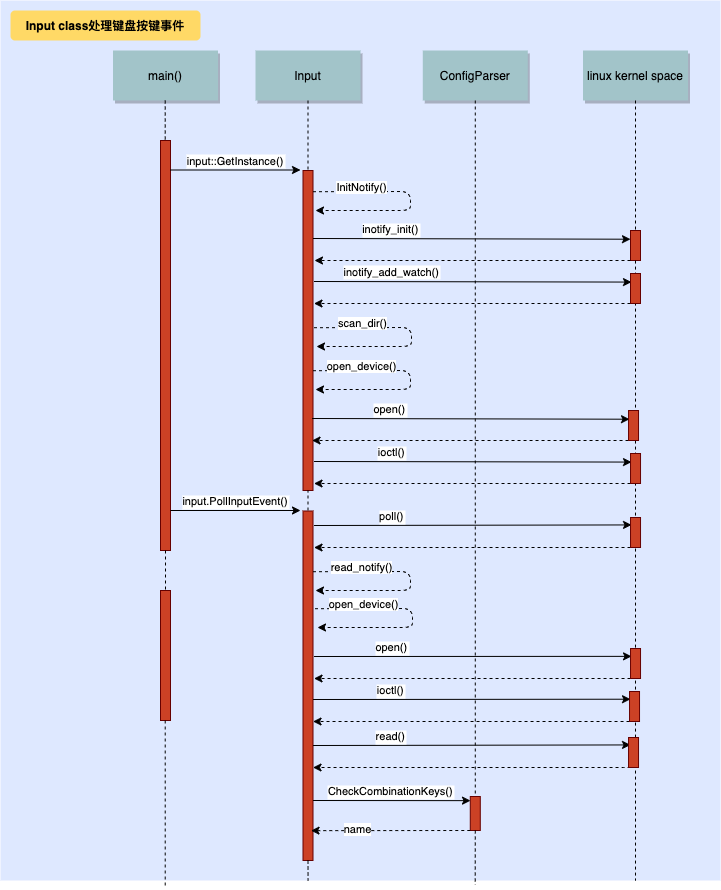 Input class处理键盘按键事件
main()
Input
ConfigParser
linux kernel space
input::GetInstance()
InitNotify()
inotify_init()
inotify_add_watch()
scan_dir()
open_device()
open()
ioctl()
input.PollInputEvent()
poll()
read_notify()
open_device()
open()
ioctl()
read()
CheckCombinationKeys()
name